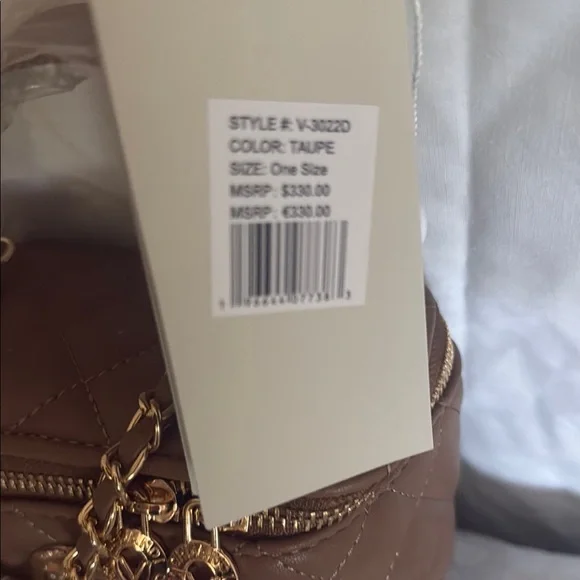 STYLE #: V-3022D
COLOR: TAUPE
SIZE: One Size
MSRP: $330.00
MSRP: €330.00